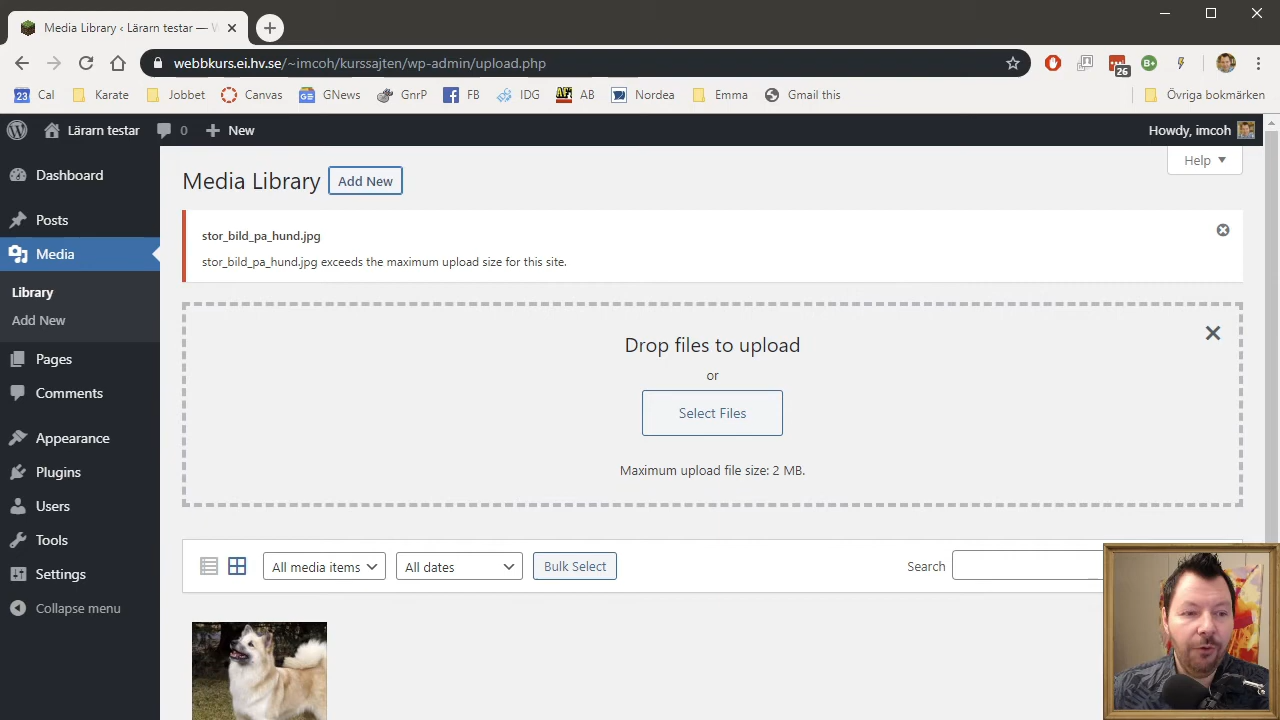 Media Library ‹ Lärarn testar — W
webbkurs.ei.hv.se/~imcoh/kurssajten/wp-admin/upload.php
26
23 Cal Karate Jobbet Canvas GNews GnrP FB IDG AB Nordea Emma Gmail this Övriga bokmärken
Lärarn testar 0 New Howdy, imcoh
Help
Dashboard
Posts
Media
Library
Add New
Pages
Comments
Appearance
Plugins
Users
Tools
Settings
Collapse menu
Media Library Add New
stor_bild_pa_hund.jpg
stor_bild_pa_hund.jpg exceeds the maximum upload size for this site.
Drop files to upload
or
Select Files
Maximum upload file size: 2 MB.
All media items All dates Bulk Select Search